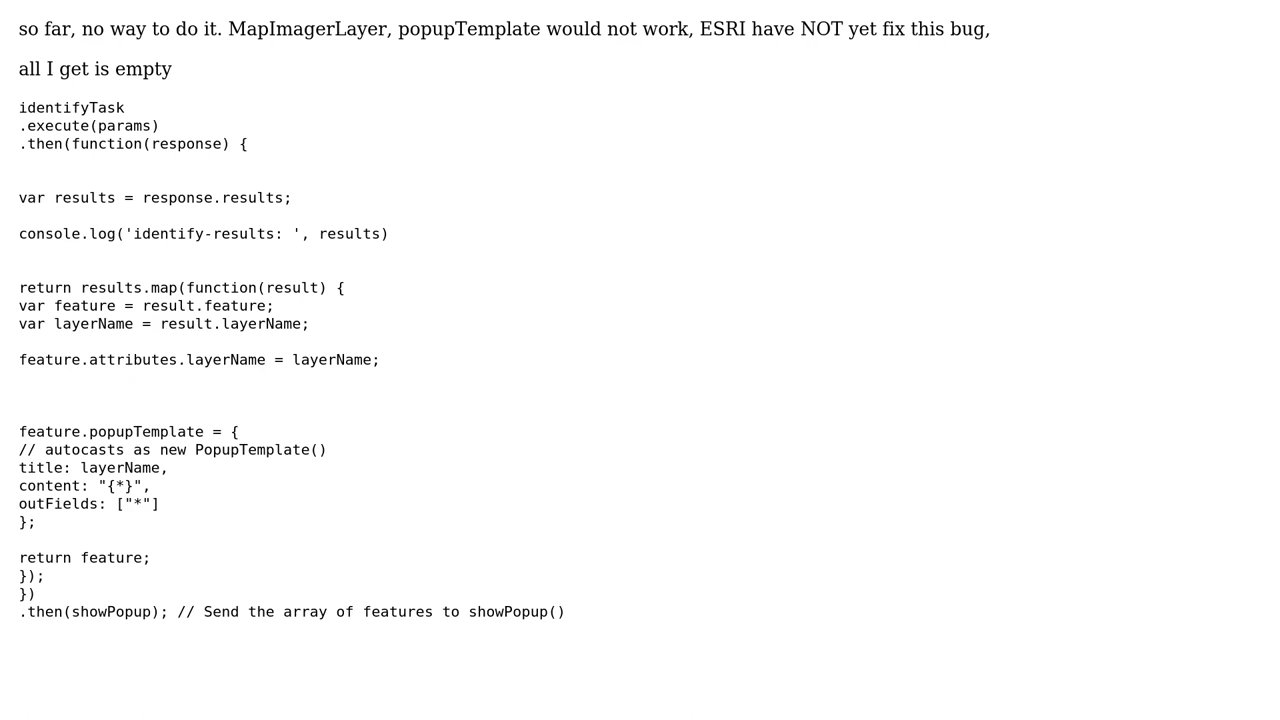 so far, no way to do it. MapImagerLayer, popupTemplate would not work, ESRI have NOT yet fix this bug,
all I get is empty
identifyTask
.execute(params)
.then(function(response) {
var results = response.results;
console.log('identify-results: ', results)
return results.map(function(result) {
var feature = result.feature;
var layerName = result.layerName;
feature.attributes.layerName = layerName;
feature.popupTemplate = {
// autocasts as new PopupTemplate()
title: layerName,
content: "{*}",
outFields: ["*"]
};
return feature;
});
})
.then(showPopup); // Send the array of features to showPopup()